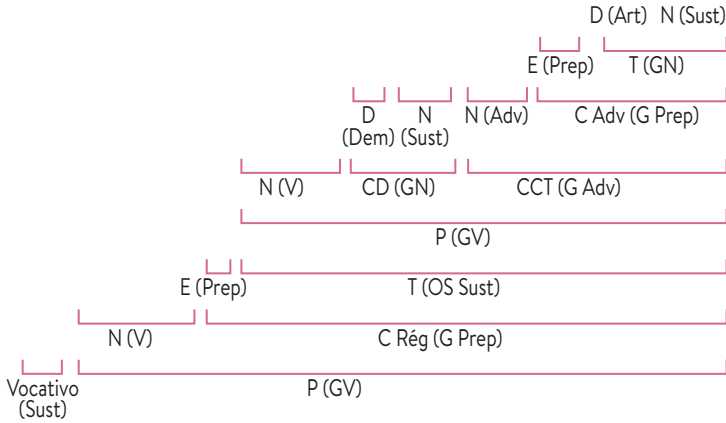 D (Art) N (Sust)
E (Prep) T (GN)
D (Dem) N (Sust) N (Adv) C Adv (G Prep)
N (V) CD (GN) CCT (G Adv)
P (GV)
E (Prep) T (OS Sust)
N (V) C Rég (G Prep)
Vocativo (Sust) P (GV)